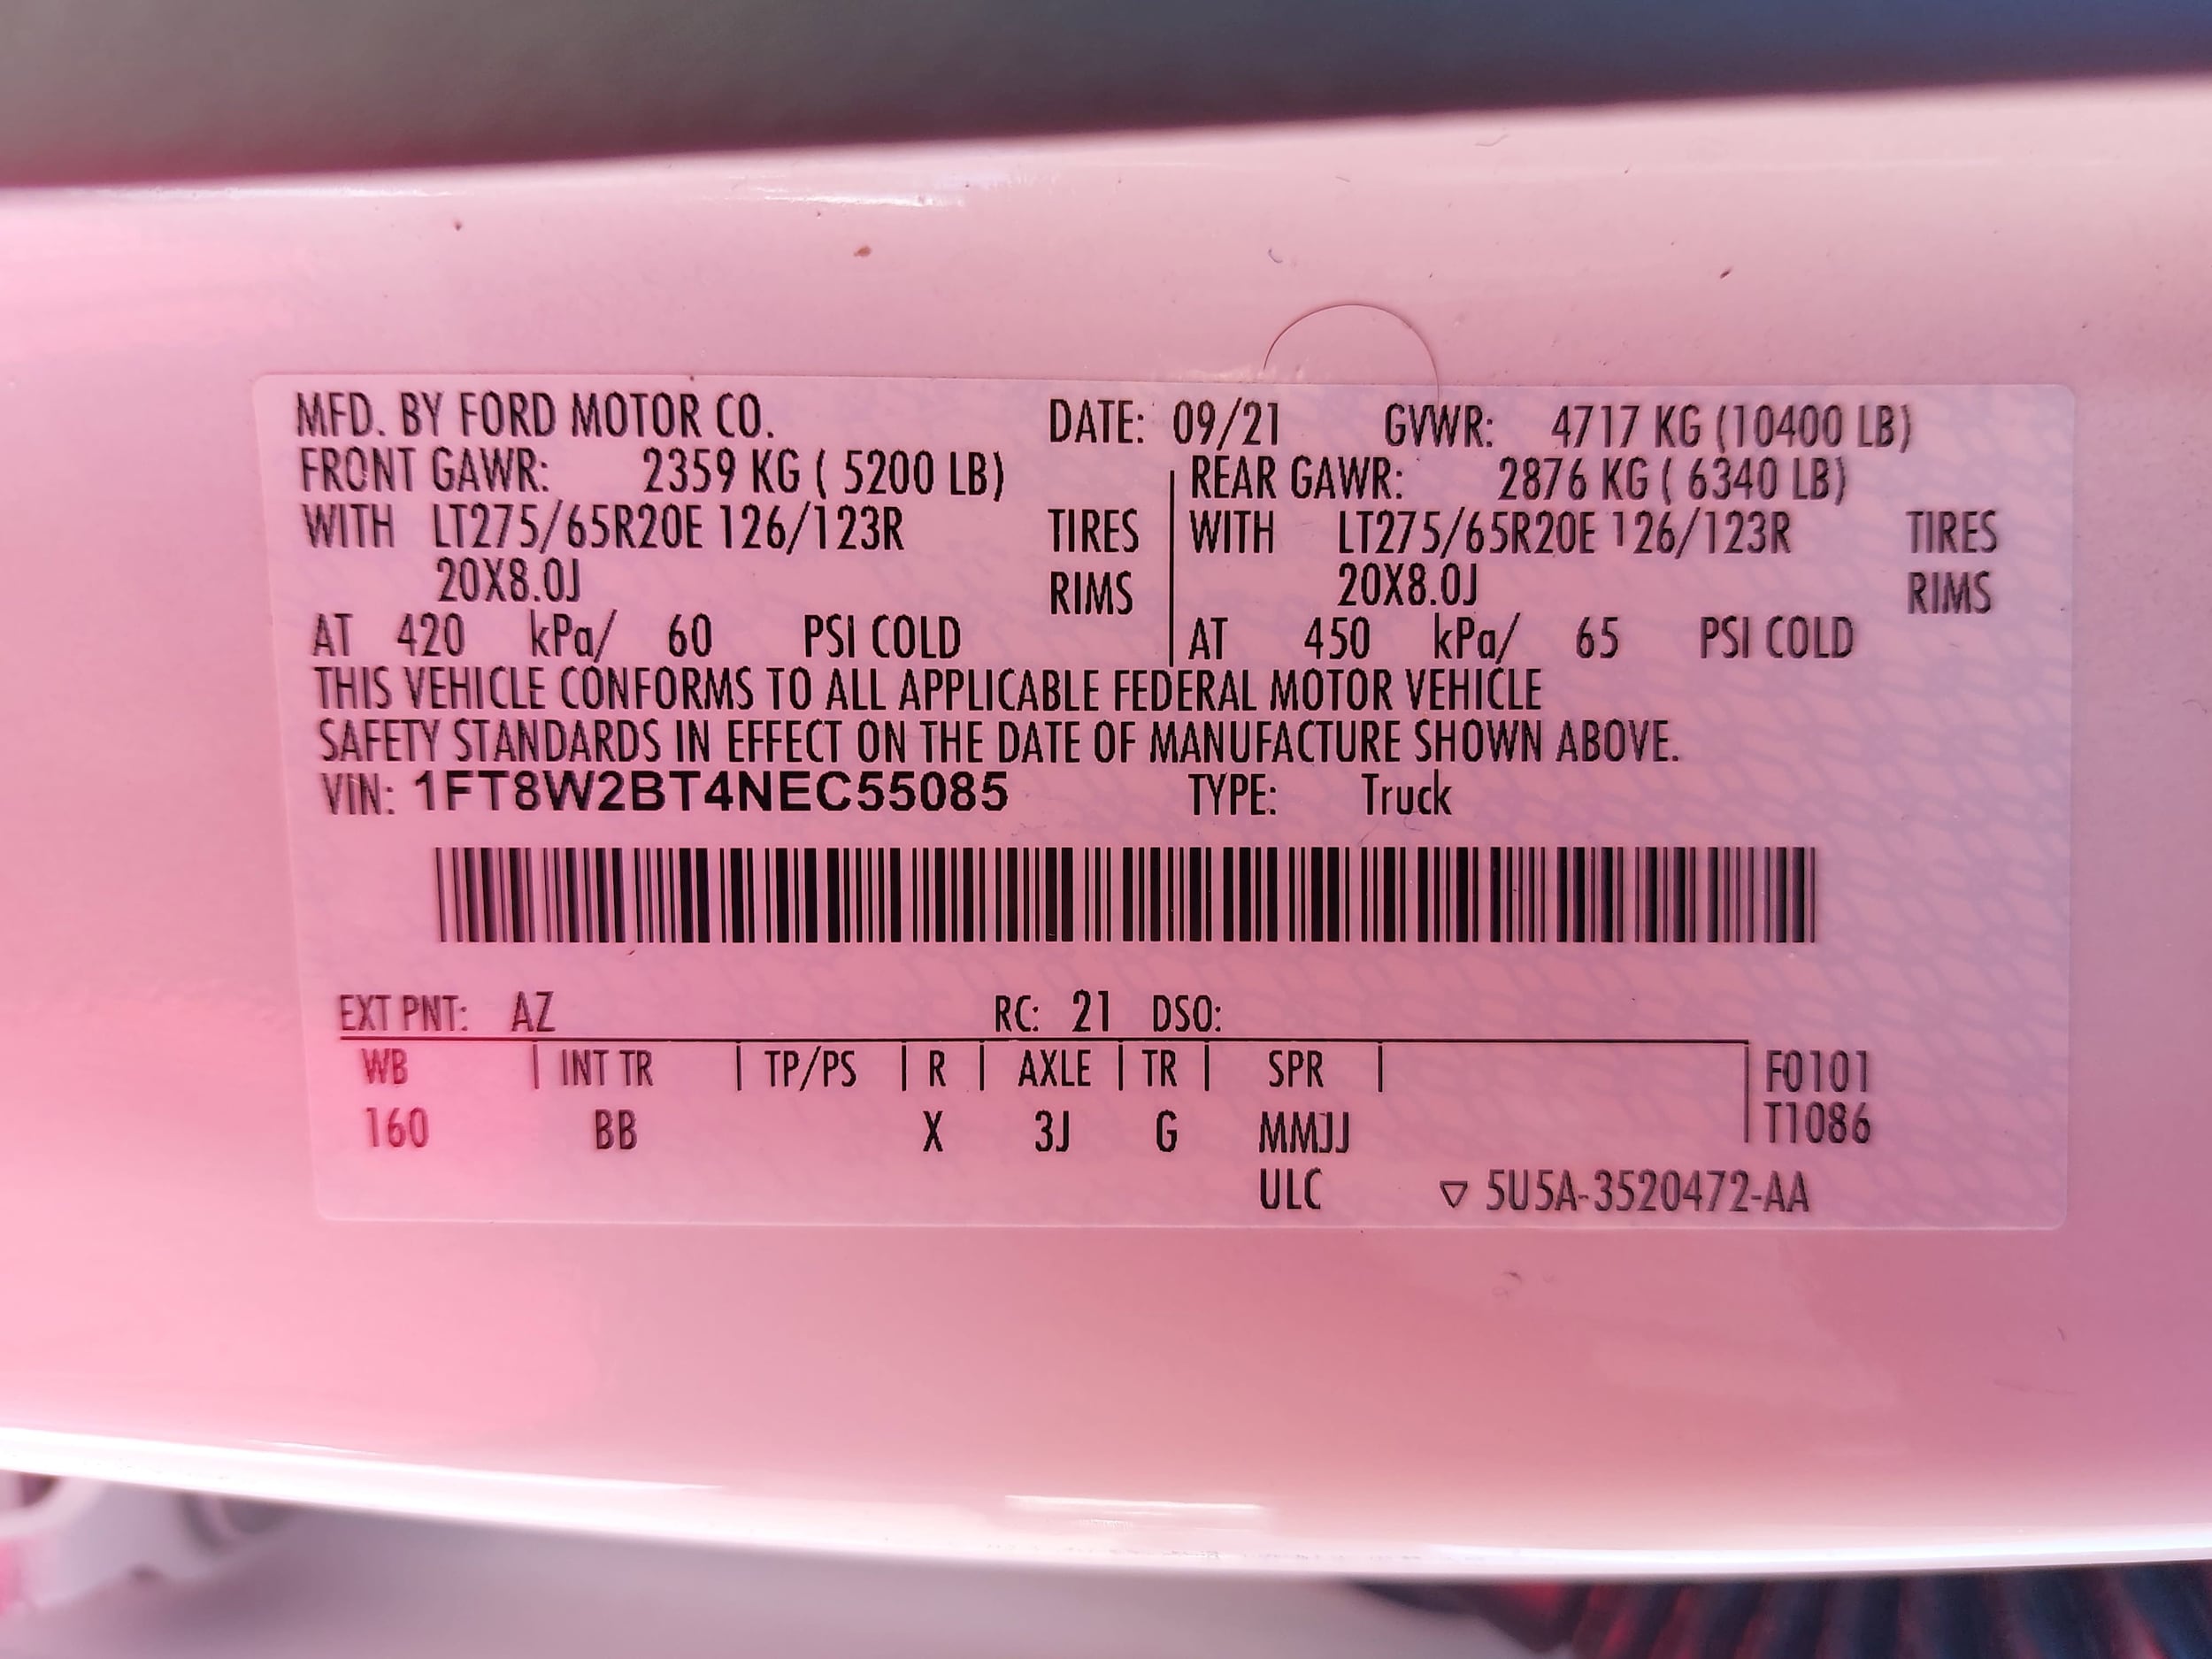 MFD. BY FORD MOTOR CO. DATE: 09/21 GVWR: 4717 KG (10400 LB)
FRONT GAWR: 2359 KG ( 5200 LB) REAR GAWR: 2876 KG ( 6340 LB)
WITH LT275/65R20E 126/123R TIRES WITH LT275/65R20E 126/123R TIRES
20X8.0J RIMS 20X8.0J RIMS
AT 420 kPa/ 60 PSI COLD AT 450 kPa/ 65 PSI COLD
THIS VEHICLE CONFORMS TO ALL APPLICABLE FEDERAL MOTOR VEHICLE
SAFETY STANDARDS IN EFFECT ON THE DATE OF MANUFACTURE SHOWN ABOVE.
VIN: 1FT8W2BT4NEC55085 TYPE: Truck
EXT PNT: AZ RC: 21 DSO:
WB | INT TR | TP/PS | R | AXLE | TR | SPR | F0101
160 BB X 3J G MMJJ T1086
ULC ▽ 5U5A-3520472-AA